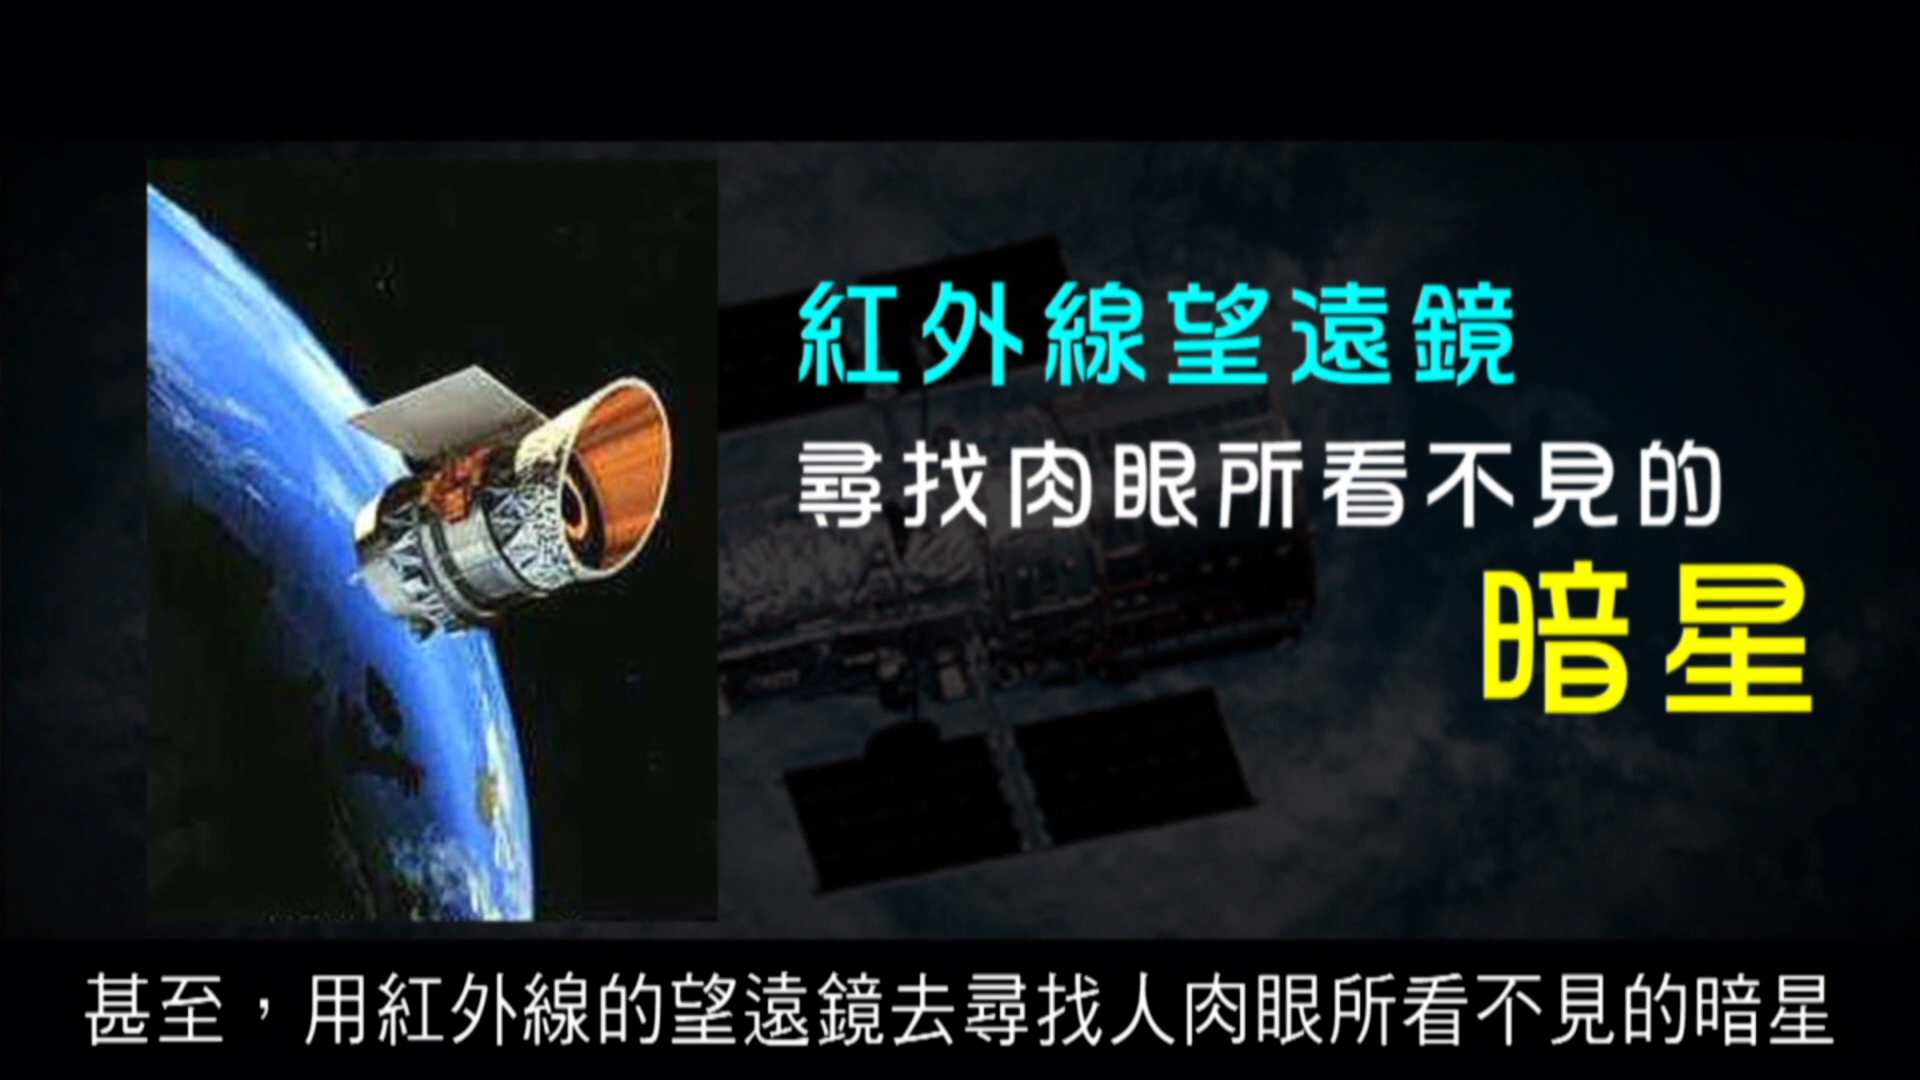 紅外線望遠鏡
尋找肉眼所看不見的
暗星
甚至，用紅外線的望遠鏡去尋找人肉眼所看不見的暗星